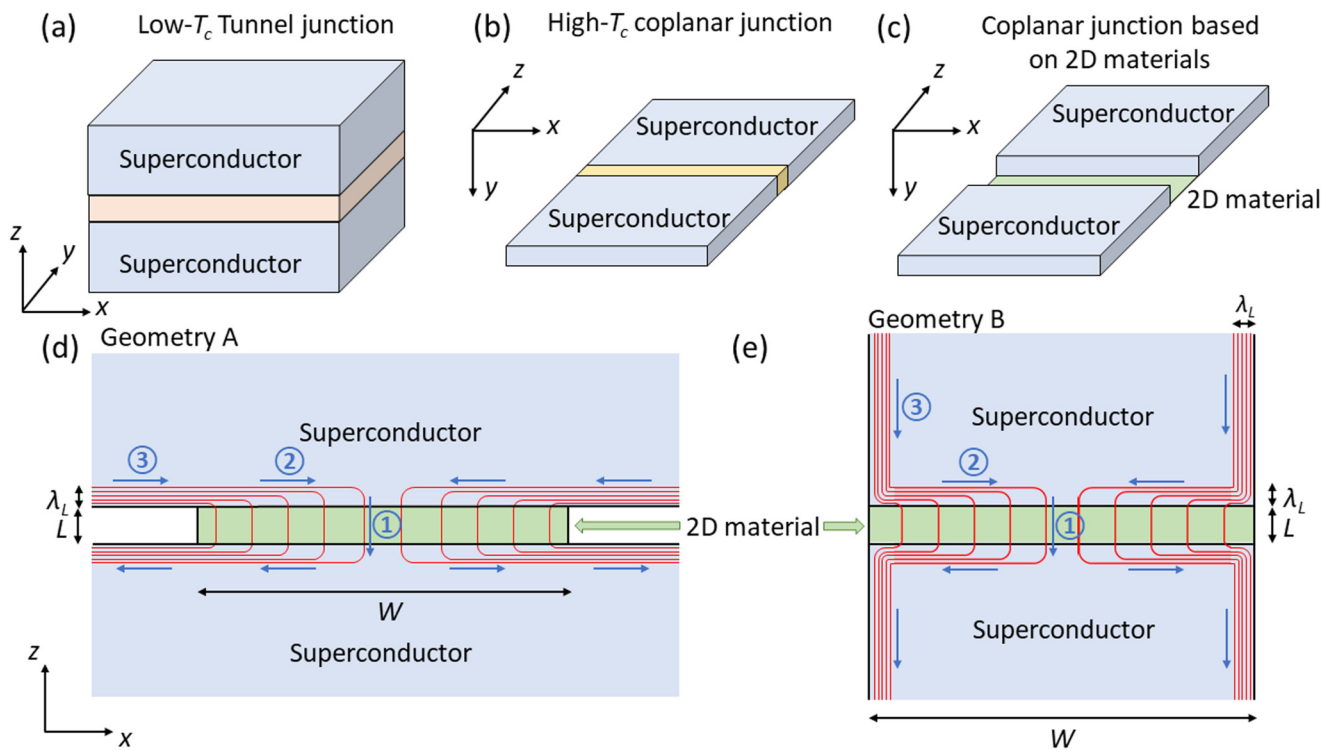 (a)
Low-Tc Tunnel junction
Superconductor
Superconductor
z
y
x
(b)
High-Tc coplanar junction
z
x
y
Superconductor
Superconductor
(c)
Coplanar junction based
on 2D materials
z
x
y
Superconductor
Superconductor
2D material
(d)
Geometry A
Superconductor
③
②
①
λL
L
W
Superconductor
z
x
2D material
(e)
Geometry B
λL
③
Superconductor
②
①
λL
L
Superconductor
W